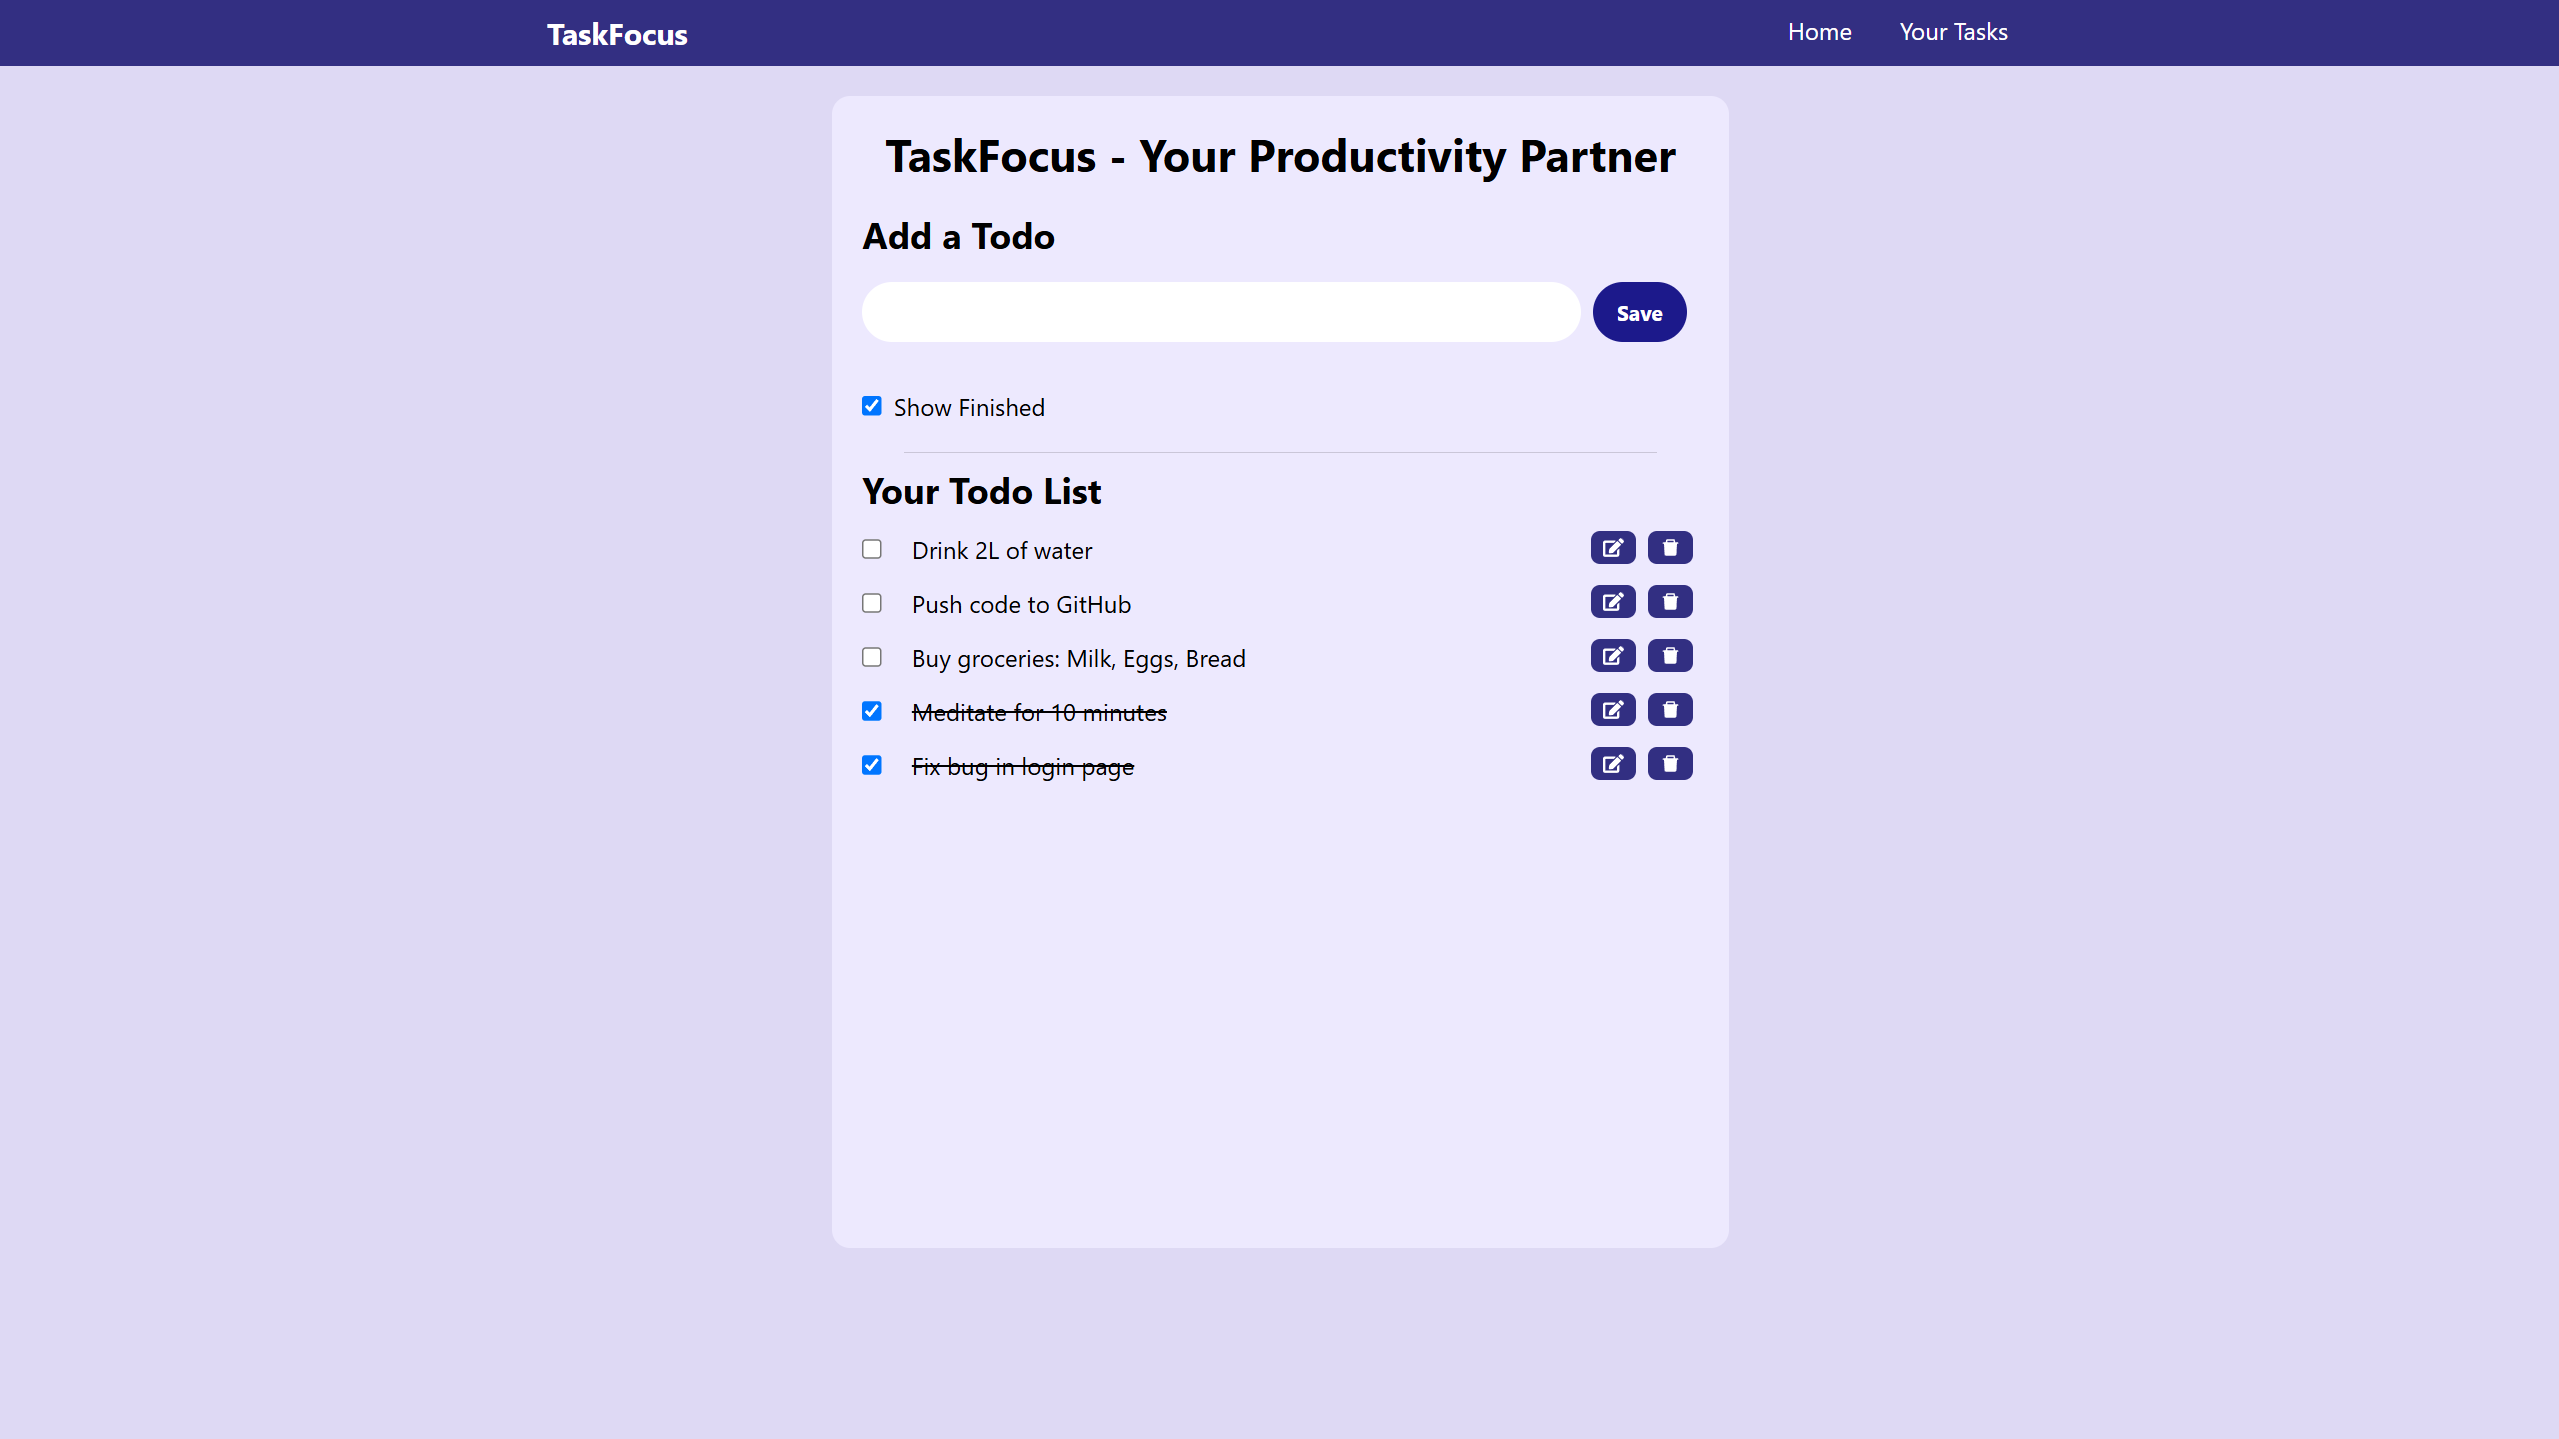 TaskFocus
Home
Your Tasks
TaskFocus - Your Productivity Partner
Add a Todo
Save
Show Finished
Your Todo List
Drink 2L of water
Push code to GitHub
Buy groceries: Milk, Eggs, Bread
Meditate for 10 minutes
Fix bug in login page